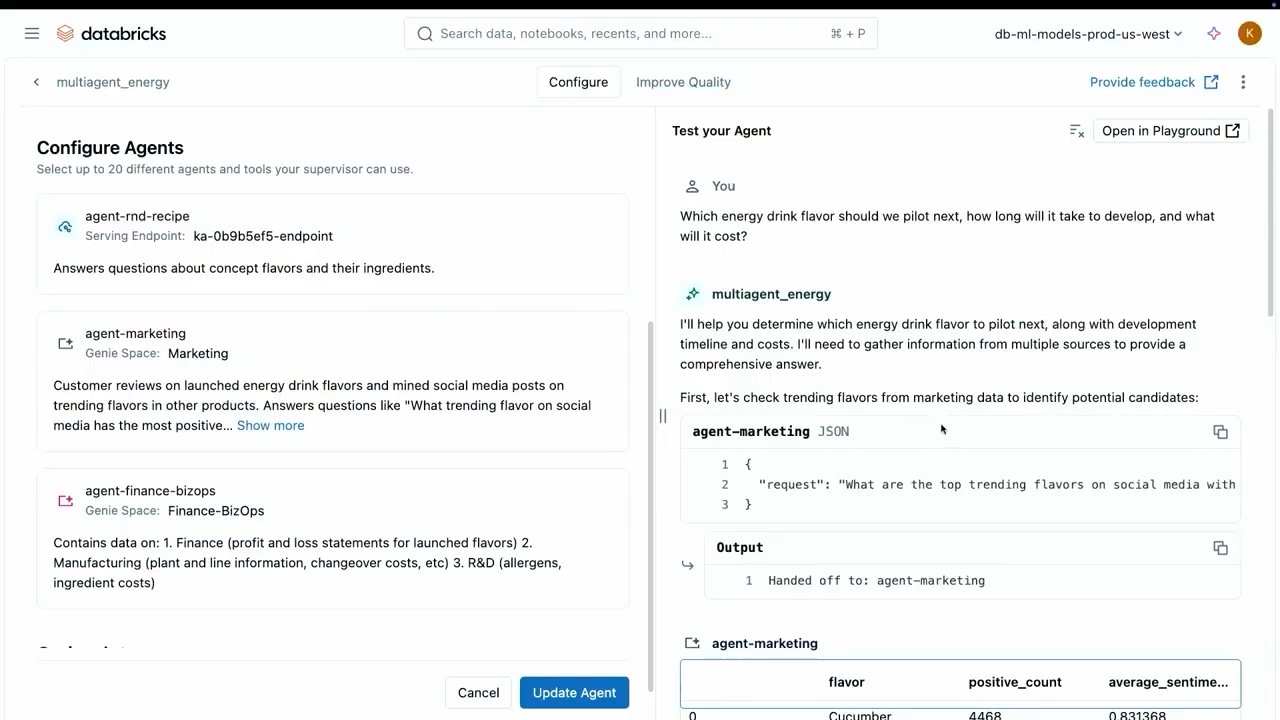 databricks
Search data, notebooks, recents, and more...
⌘ + P
db-ml-models-prod-us-west
K
multiagent_energy
Configure
Improve Quality
Provide feedback
Configure Agents
Select up to 20 different agents and tools your supervisor can use.
agent-rnd-recipe
Serving Endpoint: ka-0b9b5ef5-endpoint
Answers questions about concept flavors and their ingredients.
agent-marketing
Genie Space: Marketing
Customer reviews on launched energy drink flavors and mined social media posts on
trending flavors in other products. Answers questions like "What trending flavor on social
media has the most positive... Show more
agent-finance-bizops
Genie Space: Finance-BizOps
Contains data on: 1. Finance (profit and loss statements for launched flavors) 2.
Manufacturing (plant and line information, changeover costs, etc) 3. R&D (allergens,
ingredient costs)
Cancel
Update Agent
Test your Agent
Open in Playground
You
Which energy drink flavor should we pilot next, how long will it take to develop, and what
will it cost?
multiagent_energy
I'll help you determine which energy drink flavor to pilot next, along with development
timeline and costs. I'll need to gather information from multiple sources to provide a
comprehensive answer.
First, let's check trending flavors from marketing data to identify potential candidates:
agent-marketing JSON
1 {
2 "request": "What are the top trending flavors on social media with
3 }
Output
1 Handed off to: agent-marketing
agent-marketing
flavor positive_count average_sentime...
0 Cucumber 4468 0.831368